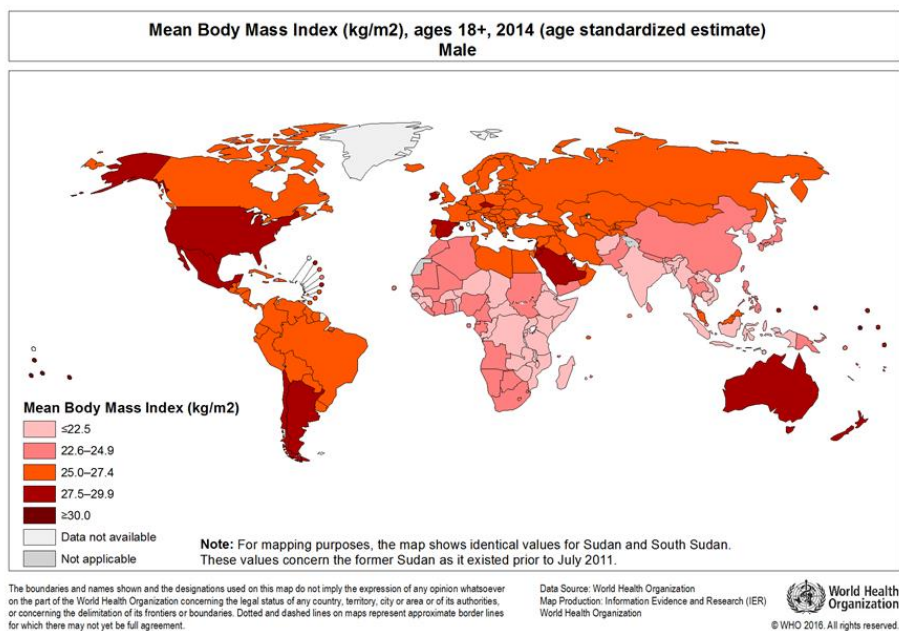 Mean Body Mass Index (kg/m2), ages 18+, 2014 (age standardized estimate)
Male
Mean Body Mass Index (kg/m2)
≤22.5
22.6–24.9
25.0–27.4
27.5–29.9
≥30.0
Data not available
Not applicable
Note: For mapping purposes, the map shows identical values for Sudan and South Sudan.
These values concern the former Sudan as it existed prior to July 2011.
The boundaries and names shown and the designations used on this map do not imply the expression of any opinion whatsoever
on the part of the World Health Organization concerning the legal status of any country, territory, city or area or of its authorities,
or concerning the delimitation of its frontiers or boundaries. Dotted and dashed lines on maps represent approximate border lines
for which there may not yet be full agreement.
Data Source: World Health Organization
Map Production: Information Evidence and Research (IER)
World Health Organization
World Health
Organization
© WHO 2016. All rights reserved.